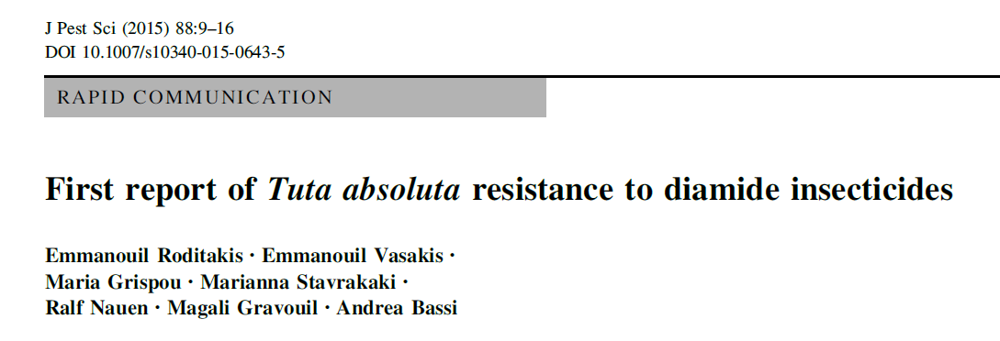 J Pest Sci (2015) 88:9–16
DOI 10.1007/s10340-015-0643-5
RAPID COMMUNICATION
First report of Tuta absoluta resistance to diamide insecticides
Emmanouil Roditakis · Emmanouil Vasakis ·
Maria Grispou · Marianna Stavrakaki ·
Ralf Nauen · Magali Gravouil · Andrea Bassi